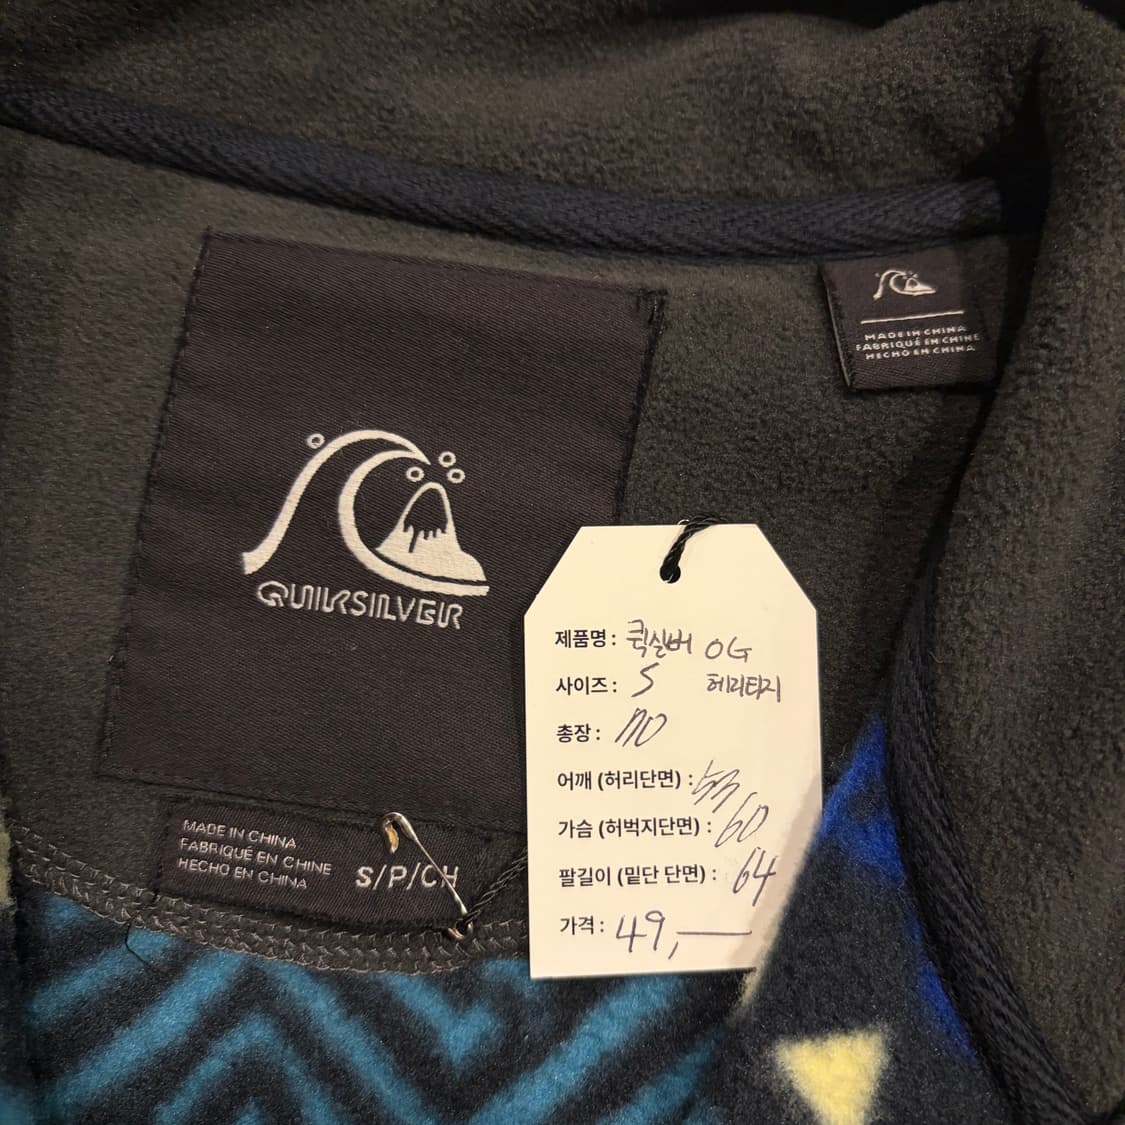 MADE IN CHINA
FABRIQUÉ EN CHINE
HECHO EN CHINA
QUIKSILVER
제품명: 퀵실버 OG
사이즈: S 헤리티지
총장: 70
어깨 (허리단면) : 53
가슴 (허벅지단면) : 60
팔길이 (밑단 단면) : 64
가격: 49,—
MADE IN CHINA
FABRIQUÉ EN CHINE
HECHO EN CHINA
S/P/CH